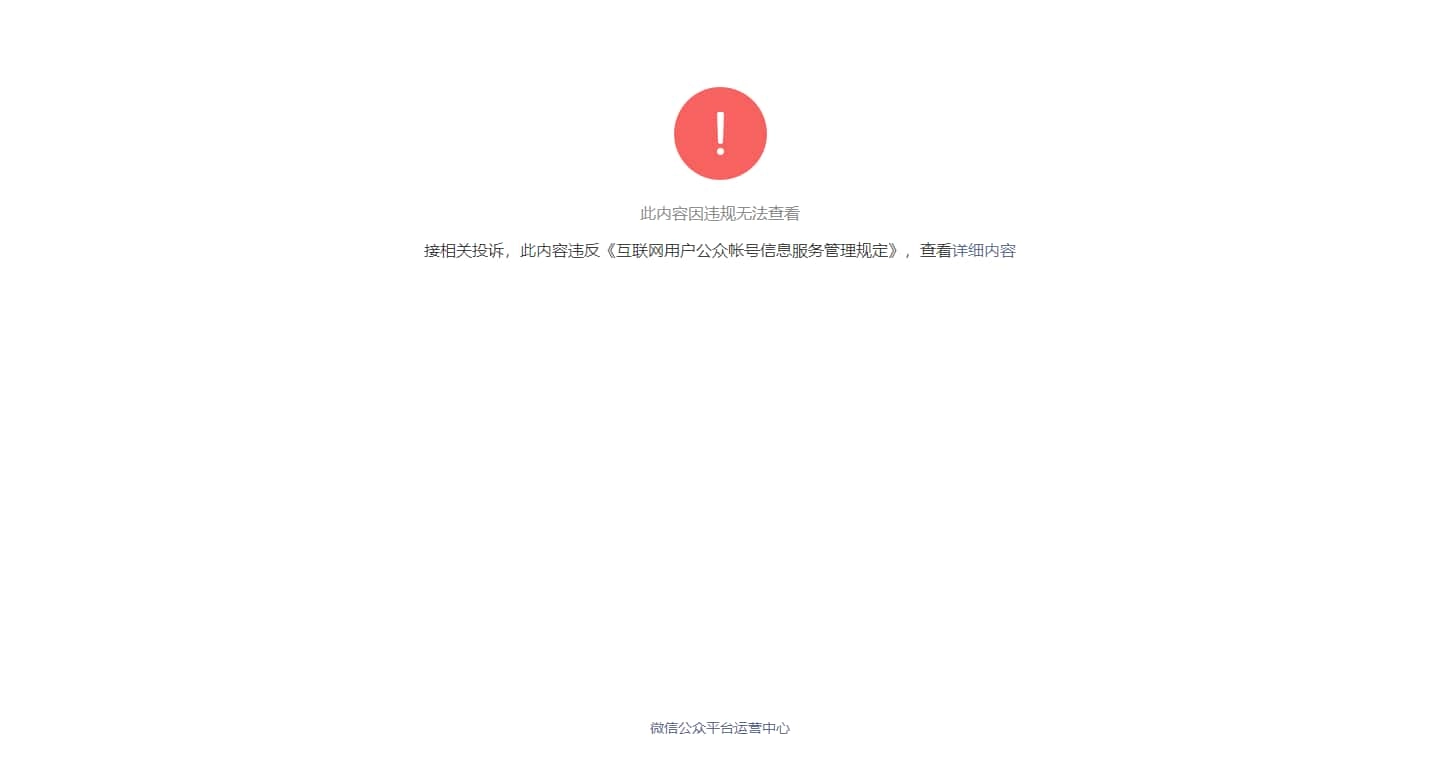 此内容因违规无法查看
接相关投诉，此内容违反《互联网用户公众帐号信息服务管理规定》，查看详细内容
微信公众平台运营中心